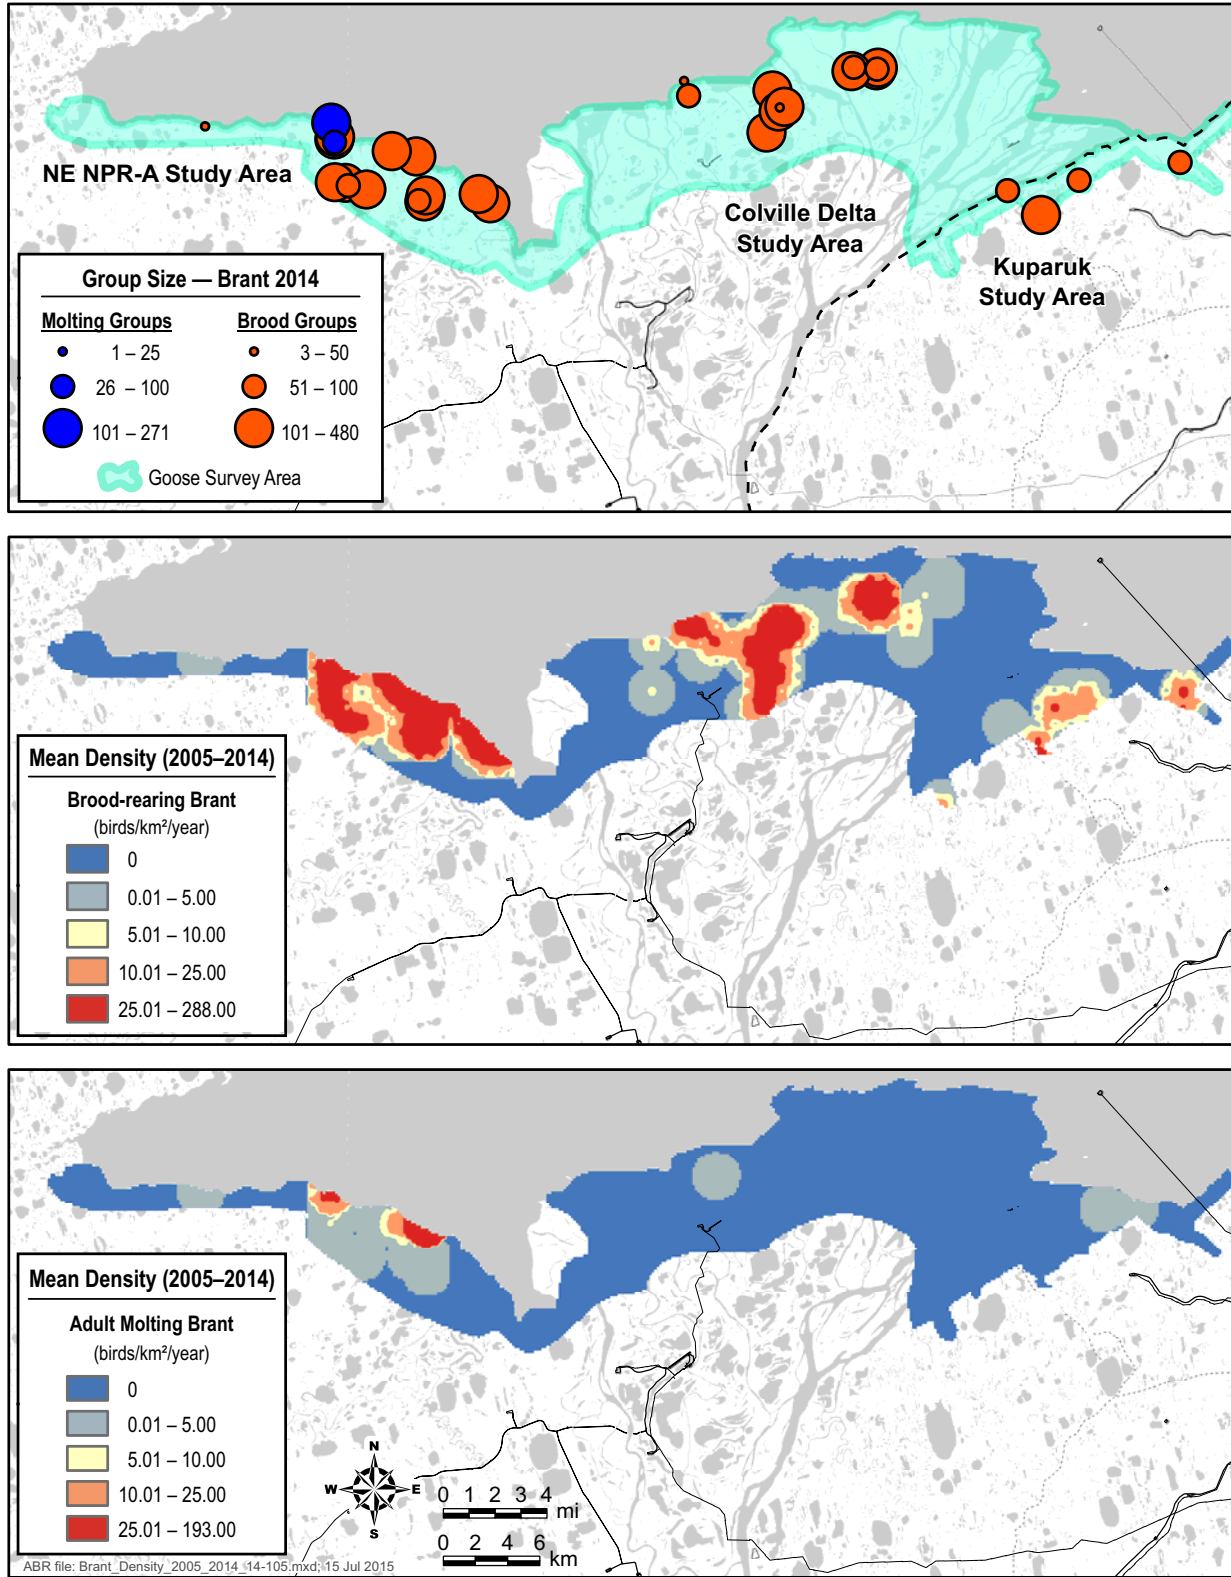 NE NPR-A Study Area
Colville Delta
Study Area
Kuparuk
Study Area
Group Size — Brant 2014
Molting Groups Brood Groups
1 – 25 3 – 50
26 – 100 51 – 100
101 – 271 101 – 480
Goose Survey Area
Mean Density (2005–2014)
Brood-rearing Brant
(birds/km²/year)
0
0.01 – 5.00
5.01 – 10.00
10.01 – 25.00
25.01 – 288.00
Mean Density (2005–2014)
Adult Molting Brant
(birds/km²/year)
0
0.01 – 5.00
5.01 – 10.00
10.01 – 25.00
25.01 – 193.00
N
W E
S
0 1 2 3 4
mi
0 2 4 6
km
ABR file: Brant_Density_2005_2014_14-105.mxd; 15 Jul 2015